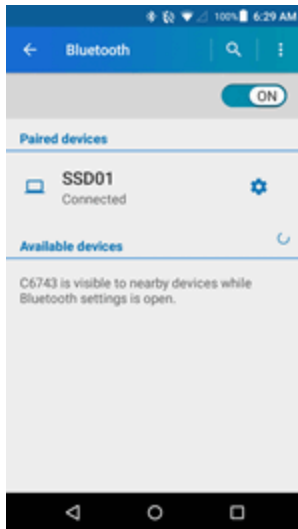 100% 6:29 AM
Bluetooth
ON
Paired devices
SSD01
Connected
Available devices
C6743 is visible to nearby devices while
Bluetooth settings is open.